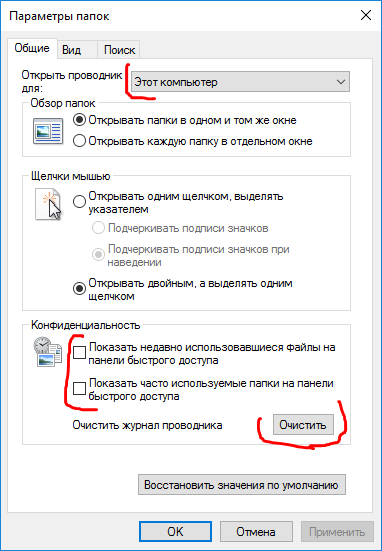 Параметры папок
Общие Вид Поиск
Открыть проводник для: Этот компьютер
Обзор папок
Открывать папки в одном и том же окне
Открывать каждую папку в отдельном окне
Щелчки мышью
Открывать одним щелчком, выделять
указателем
Подчеркивать подписи значков
Подчеркивать подписи значков при
наведении
Открывать двойным, а выделять одним
щелчком
Конфиденциальность
Показать недавно использовавшиеся файлы на
панели быстрого доступа
Показать часто используемые папки на панели
быстрого доступа
Очистить журнал проводника Очистить
Восстановить значения по умолчанию
OK Отмена Применить